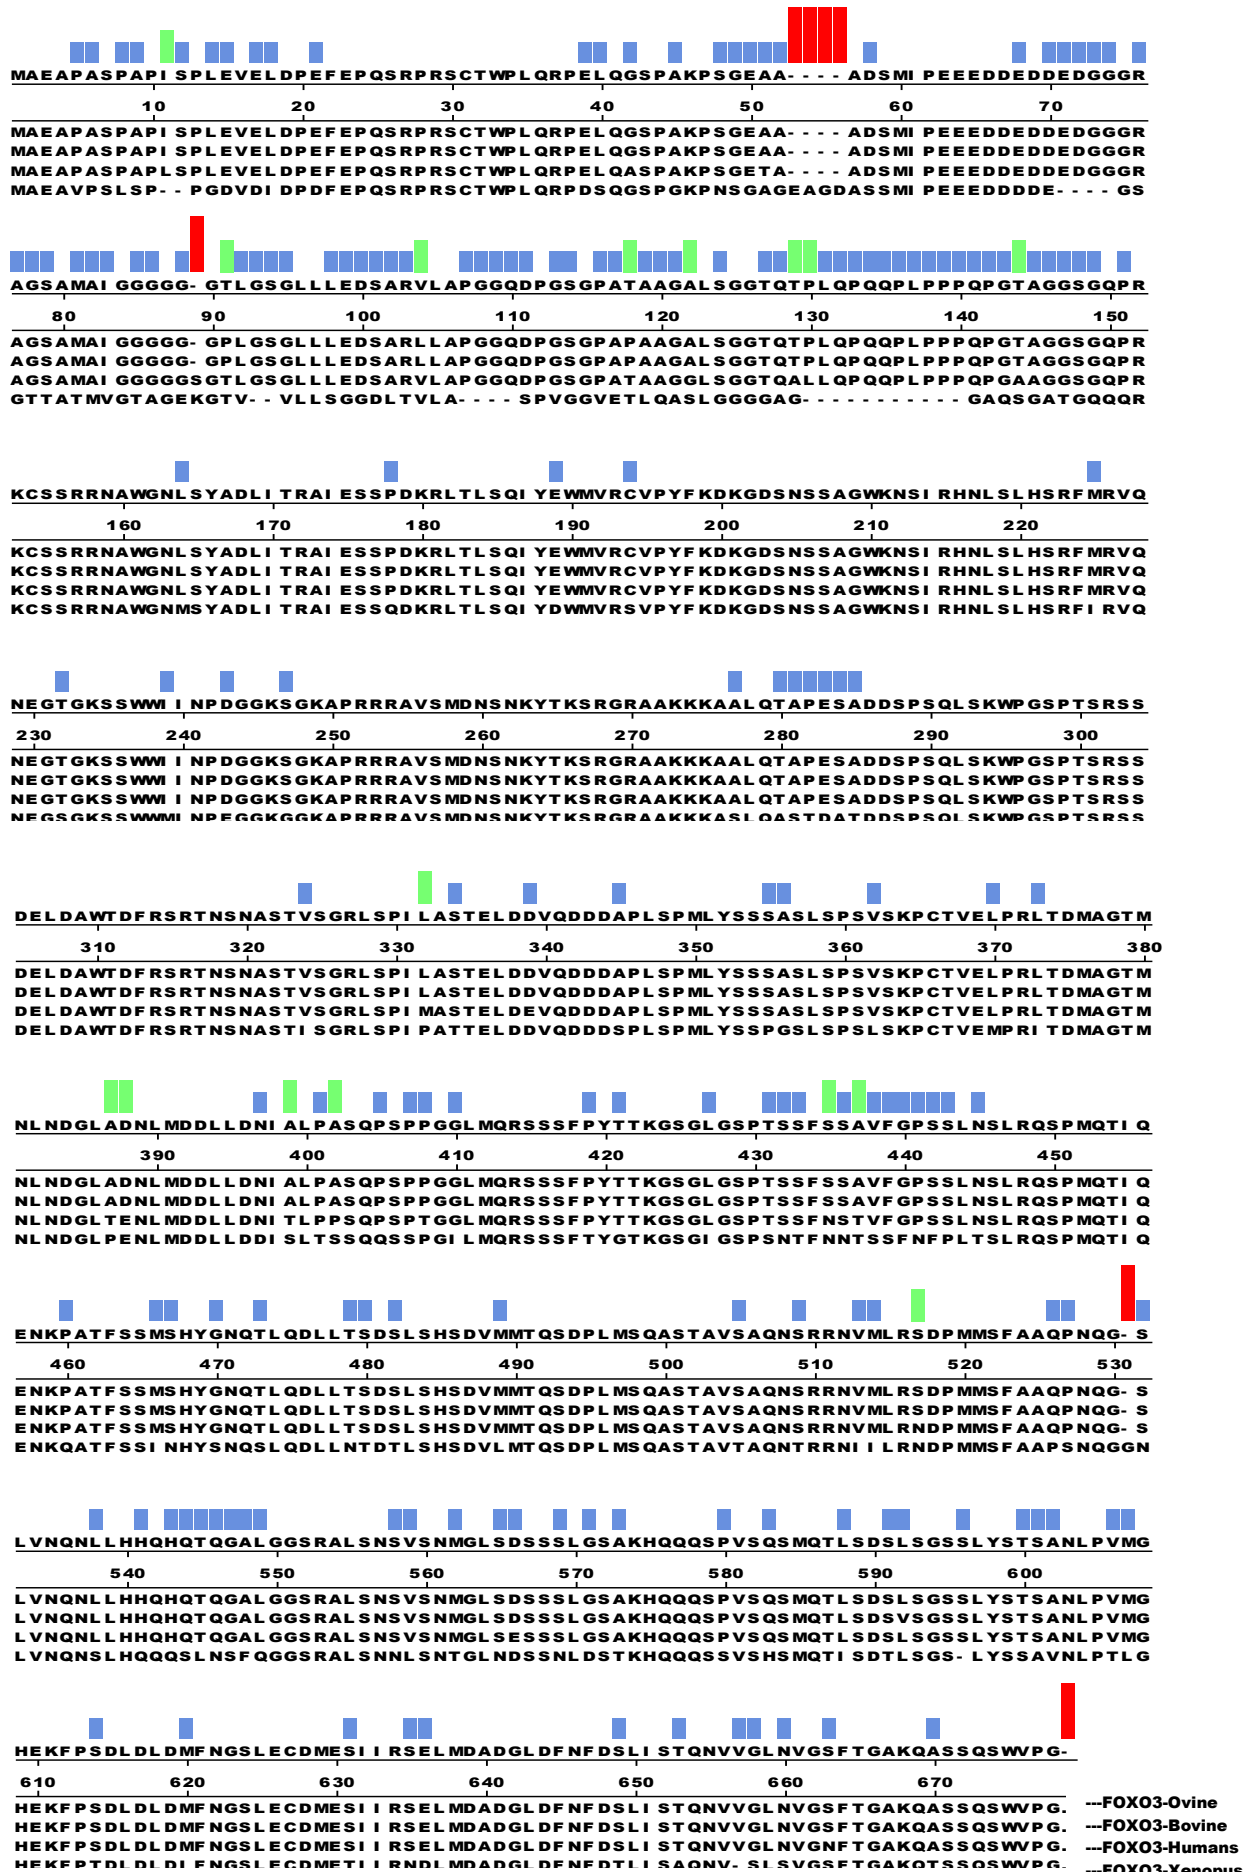 MAEAPASPAPISPLEVELDPEFEPQSRPRSCTWPLQRPELQGSPAKPSGEAA----ADSMIPEEEDDEDDEDGGGR
10 20 30 40 50 60 70
MAEAPASPAPISPLEVELDPEFEPQSRPRSCTWPLQRPELQGSPAKPSGEAA----ADSMIPEEEDDEDDEDGGGR
MAEAPASPAPISPLEVELDPEFEPQSRPRSCTWPLQRPELQGSPAKPSGEAA----ADSMIPEEEDDEDDEDGGGR
MAEAPASPAPLSPLEVELDPEFEPQSRPRSCTWPLQRPELQASPAKPSGETA----ADSMIPEEEDDEDDEDGGGR
MAEAVPSLSP--PGDVDIDPDFEPQSRPRSCTWPLQRPDSQGSPGKPNSGAGEAGDASSMIPEEEDDDDE----GS
AGSAMAIGGGGG-GTLGSGLLLEDSARVLAPGGQDPGSGPATAAGALSGGTQTPLQPQQPLPPPQPGTAGGSGQPR
80 90 100 110 120 130 140 150
AGSAMAIGGGGG-GPLGSGLLLEDSARLLAPGGQDPGSGPAPAAGALSGGTQTPLQPQQPLPPPQPGTAGGSGQPR
AGSAMAIGGGGG-GPLGSGLLLEDSARLLAPGGQDPGSGPAPAAGALSGGTQTPLQPQQPLPPPQPGTAGGSGQPR
AGSAMAIGGGGGSGTLGSGLLLEDSARVLAPGGQDPGSGPATAAGGLSGGTQALLQPQQPLPPPQPGAAGGSGQPR
GTTATMVGTAGEKGTV--VLLSGGDLTVLA----SPVGGVETLQASLGGGGAG-----------GAQSGATGQQQR
KCSSRRNAWGNLSYADLITRAIESSPDKRLTLSQIYEWMVRCVPYFKDKGDSNSSAGWKNSIRHNLSLHSRFMRVQ
160 170 180 190 200 210 220
KCSSRRNAWGNLSYADLITRAIESSPDKRLTLSQIYEWMVRCVPYFKDKGDSNSSAGWKNSIRHNLSLHSRFMRVQ
KCSSRRNAWGNLSYADLITRAIESSPDKRLTLSQIYEWMVRCVPYFKDKGDSNSSAGWKNSIRHNLSLHSRFMRVQ
KCSSRRNAWGNLSYADLITRAIESSPDKRLTLSQIYEWMVRCVPYFKDKGDSNSSAGWKNSIRHNLSLHSRFMRVQ
KCSSRRNAWGNMSYADLITRAIESSQDKRLTLSQIYDWMVRSVPYFKDKGDSNSSAGWKNSIRHNLSLHSRFIRVQ
NEGTGKSSWWIINPDGGKSGKAPRRRAVSMDNSNKYTKSRGRAAKKKAALQTAPESADDSPSQLSKWPGSPTSRSS
230 240 250 260 270 280 290 300
NEGTGKSSWWIINPDGGKSGKAPRRRAVSMDNSNKYTKSRGRAAKKKAALQTAPESADDSPSQLSKWPGSPTSRSS
NEGTGKSSWWIINPDGGKSGKAPRRRAVSMDNSNKYTKSRGRAAKKKAALQTAPESADDSPSQLSKWPGSPTSRSS
NEGTGKSSWWIINPDGGKSGKAPRRRAVSMDNSNKYTKSRGRAAKKKAALQTAPESADDSPSQLSKWPGSPTSRSS
NEGSGKSSWWMINPEGGKGGKAPRRRAVSMDNSNKYTKSRGRAAKKKASLQASTDATDDSPSQLSKWPGSPTSRSS
DELDAWTDFRSRTNSNASTVSGRLSPILASTELDDVQDDDAPLSPMLYSSSASLSPSVSKPCTVELPRLTDMAGTM
310 320 330 340 350 360 370 380
DELDAWTDFRSRTNSNASTVSGRLSPILASTELDDVQDDDAPLSPMLYSSSASLSPSVSKPCTVELPRLTDMAGTM
DELDAWTDFRSRTNSNASTVSGRLSPILASTELDDVQDDDAPLSPMLYSSSASLSPSVSKPCTVELPRLTDMAGTM
DELDAWTDFRSRTNSNASTVSGRLSPIMASTELDEVQDDDAPLSPMLYSSSASLSPSVSKPCTVELPRLTDMAGTM
DELDAWTDFRSRTNSNASTISGRLSPIPATTELDDVQDDDSPLSPMLYSSPGSLSPSLSKPCTVEMPRITDMAGTM
NLNDGLADNLMDDLLDNIALPASQPSPPGGLMQRSSSFPYTTKGSGLGSPTSSFSSAVFGPSSLNSLRQSPMQTIQ
390 400 410 420 430 440 450
NLNDGLADNLMDDLLDNIALPASQPSPPGGLMQRSSSFPYTTKGSGLGSPTSSFSSAVFGPSSLNSLRQSPMQTIQ
NLNDGLADNLMDDLLDNIALPASQPSPPGGLMQRSSSFPYTTKGSGLGSPTSSFSSAVFGPSSLNSLRQSPMQTIQ
NLNDGLTENLMDDLLDNITLPPSQPSPTGGLMQRSSSFPYTTKGSGLGSPTSSFNSTVFGPSSLNSLRQSPMQTIQ
NLNDGLPENLMDDLLDDISLTSSQQSSPGILMQRSSSFTYGTKGSGIGSPSNTFNNTSSFNFPLTSLRQSPMQTIQ
ENKPATFSSMSHYGNQTLQDLLTSDSLSHSDVMMTQSDPLMSQASTAVSAQNSRRNVMLRSDPMMSFAAQPNQG-S
460 470 480 490 500 510 520 530
ENKPATFSSMSHYGNQTLQDLLTSDSLSHSDVMMTQSDPLMSQASTAVSAQNSRRNVMLRSDPMMSFAAQPNQG-S
ENKPATFSSMSHYGNQTLQDLLTSDSLSHSDVMMTQSDPLMSQASTAVSAQNSRRNVMLRSDPMMSFAAQPNQG-S
ENKPATFSSMSHYGNQTLQDLLTSDSLSHSDVMMTQSDPLMSQASTAVSAQNSRRNVMLRNDPMMSFAAQPNQG-S
ENKQATFSSINHYSNQSLQDLLNTDTLSHSDVLMTQSDPLMSQASTAVTAQNTRRNIILRNDPMMSFAAPSNQGGN
LVNQNLLHHQHQTQGALGGSRALSNSVSNMGLSDSSSLGSAKHQQQSPVSQSMQTLSDSLSGSSLYSTSANLPVMG
540 550 560 570 580 590 600
LVNQNLLHHQHQTQGALGGSRALSNSVSNMGLSDSSSLGSAKHQQQSPVSQSMQTLSDSLSGSSLYSTSANLPVMG
LVNQNLLHHQHQTQGALGGSRALSNSVSNMGLSDSSSLGSAKHQQQSPVSQSMQTLSDSVSGSSLYSTSANLPVMG
LVNQNLLHHQHQTQGALGGSRALSNSVSNMGLSESSSLGSAKHQQQSPVSQSMQTLSDSLSGSSLYSTSANLPVMG
LVNQNSLHQQQSLNSFQGGSRALSNNLSNTGLNDSSNLDSTKHQQQSSVSHSMQTISDTLSGS-LYSSAVNLPTLG
HEKFPSDLDLDMFNGSLECDMESIIRSELMDADGLDFNFDSLISTQNVVGLNVGSFTGAKQASSQSWVPG-
610 620 630 640 650 660 670
HEKFPSDLDLDMFNGSLECDMESIIRSELMDADGLDFNFDSLISTQNVVGLNVGSFTGAKQASSQSWVPG. ---FOXO3-Ovine
HEKFPSDLDLDMFNGSLECDMESIIRSELMDADGLDFNFDSLISTQNVVGLNVGSFTGAKQASSQSWVPG. ---FOXO3-Bovine
HEKFPSDLDLDMFNGSLECDMESIIRSELMDADGLDFNFDSLISTQNVVGLNVGNFTGAKQASSQSWVPG. ---FOXO3-Humans
HEKFPTDLDLDIFNGSLECDMETIIRNDLMDADGLDFNFDTLISAQNV-SLSVGSFTGAKQTSSQSWVPG. ---FOXO3-Xenopus